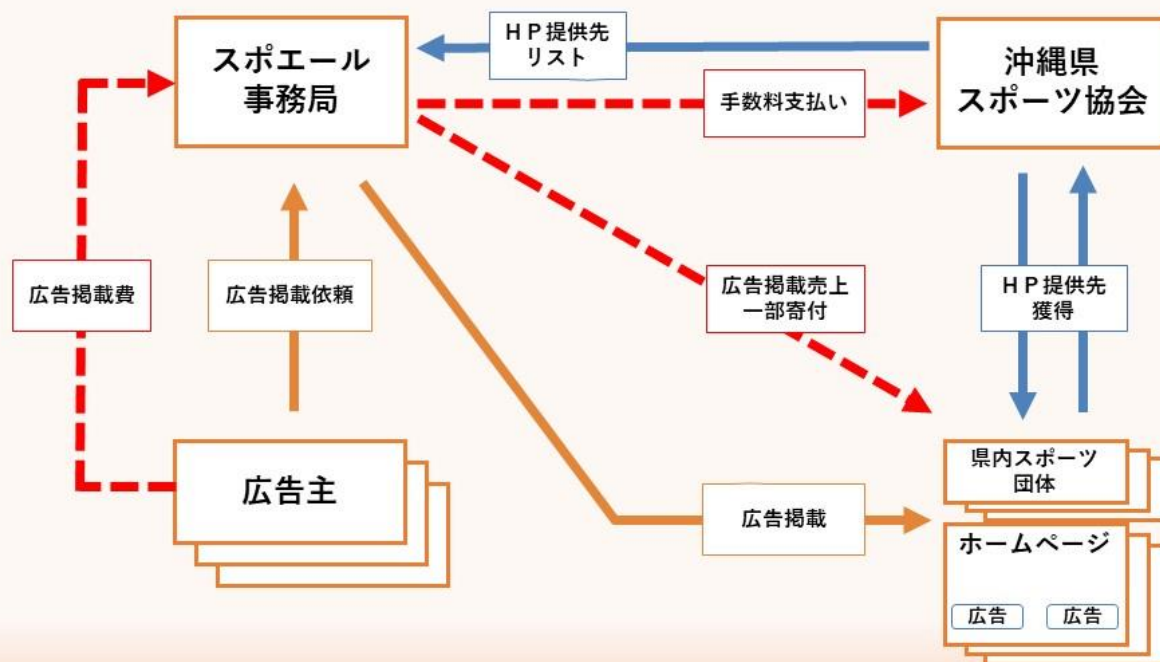 スポエール
事務局
ＨＰ提供先
リスト
沖縄県
スポーツ協会
手数料支払い
広告掲載費
広告掲載依頼
広告掲載売上
一部寄付
ＨＰ提供先
獲得
広告主
県内スポーツ
団体
広告掲載
ホームページ
広告
広告